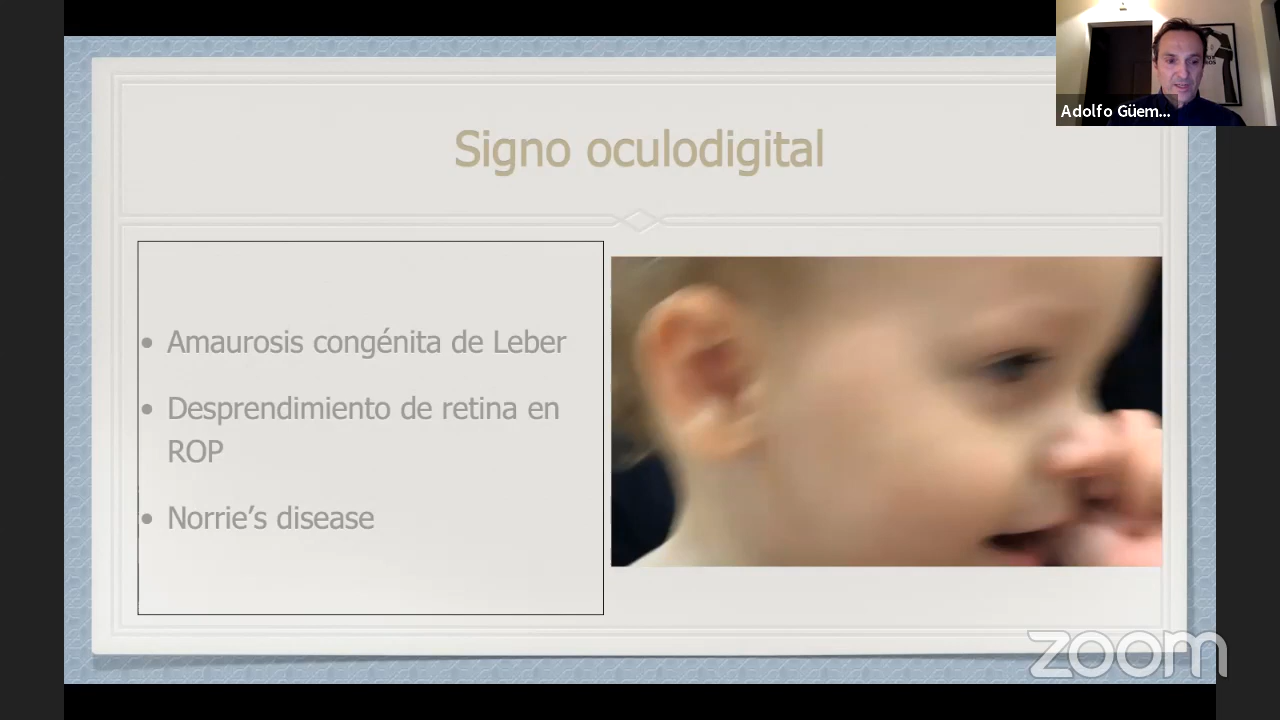 Adolfo Güem...
Signo oculodigital
• Amaurosis congénita de Leber
• Desprendimiento de retina en
ROP
• Norrie’s disease
zoom